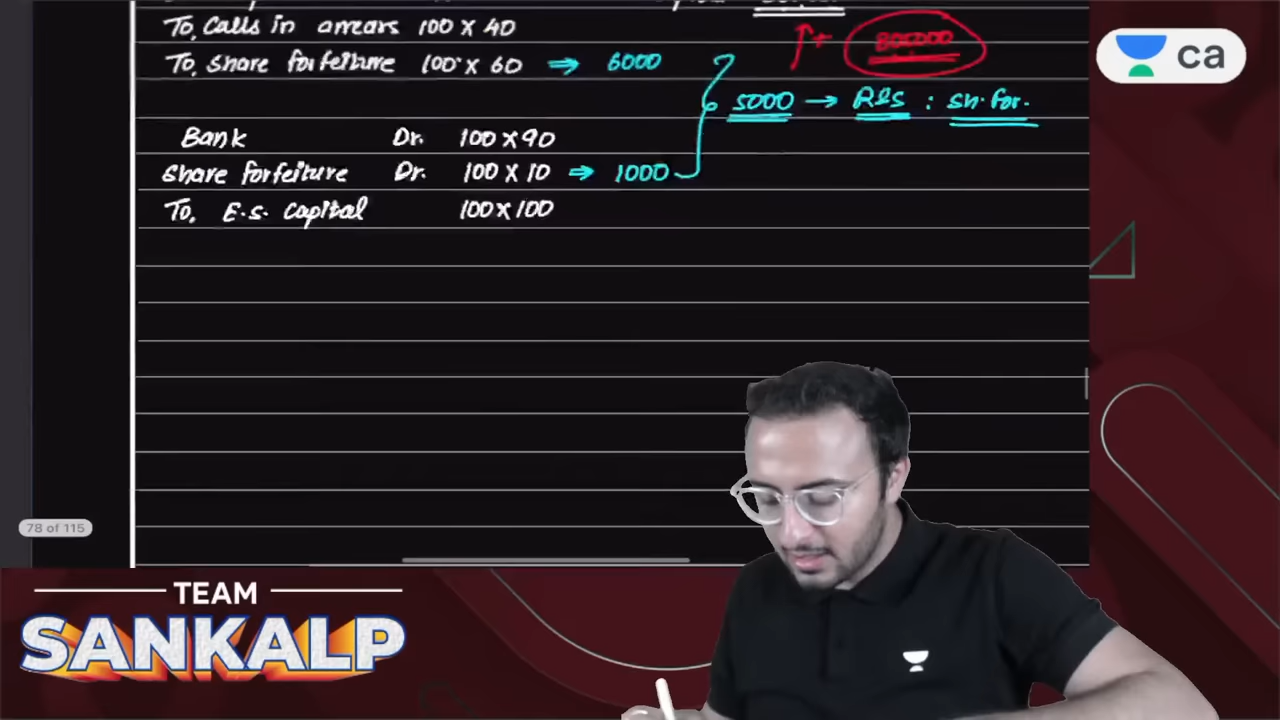 To, Calls in arrears 100 X 40
To, share forfeiture 100 X 60 ⇒ 6000
800000
5000 → R&S : Sh. for.
Bank Dr. 100 X 90
share forfeiture Dr. 100 X 10 ⇒ 1000
To, E.S. Capital 100 X 100
ca
78 of 115
TEAM
SANKALP